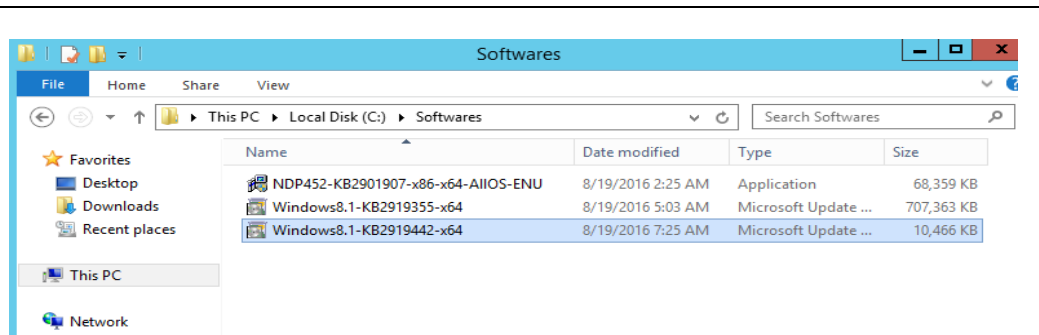 Softwares
File Home Share View
This PC Local Disk (C:) Softwares Search Softwares
Favorites
Desktop
Downloads
Recent places
This PC
Network
Name Date modified Type Size
NDP452-KB2901907-x86-x64-AllOS-ENU 8/19/2016 2:25 AM Application 68,359 KB
Windows8.1-KB2919355-x64 8/19/2016 5:03 AM Microsoft Update ... 707,363 KB
Windows8.1-KB2919442-x64 8/19/2016 7:25 AM Microsoft Update ... 10,466 KB